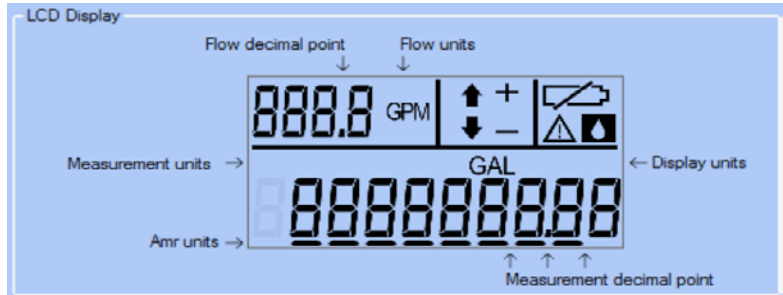 LCD Display
Flow decimal point Flow units
888.8 GPM + −
Measurement units GAL Display units
8888888.88
Amr units
Measurement decimal point